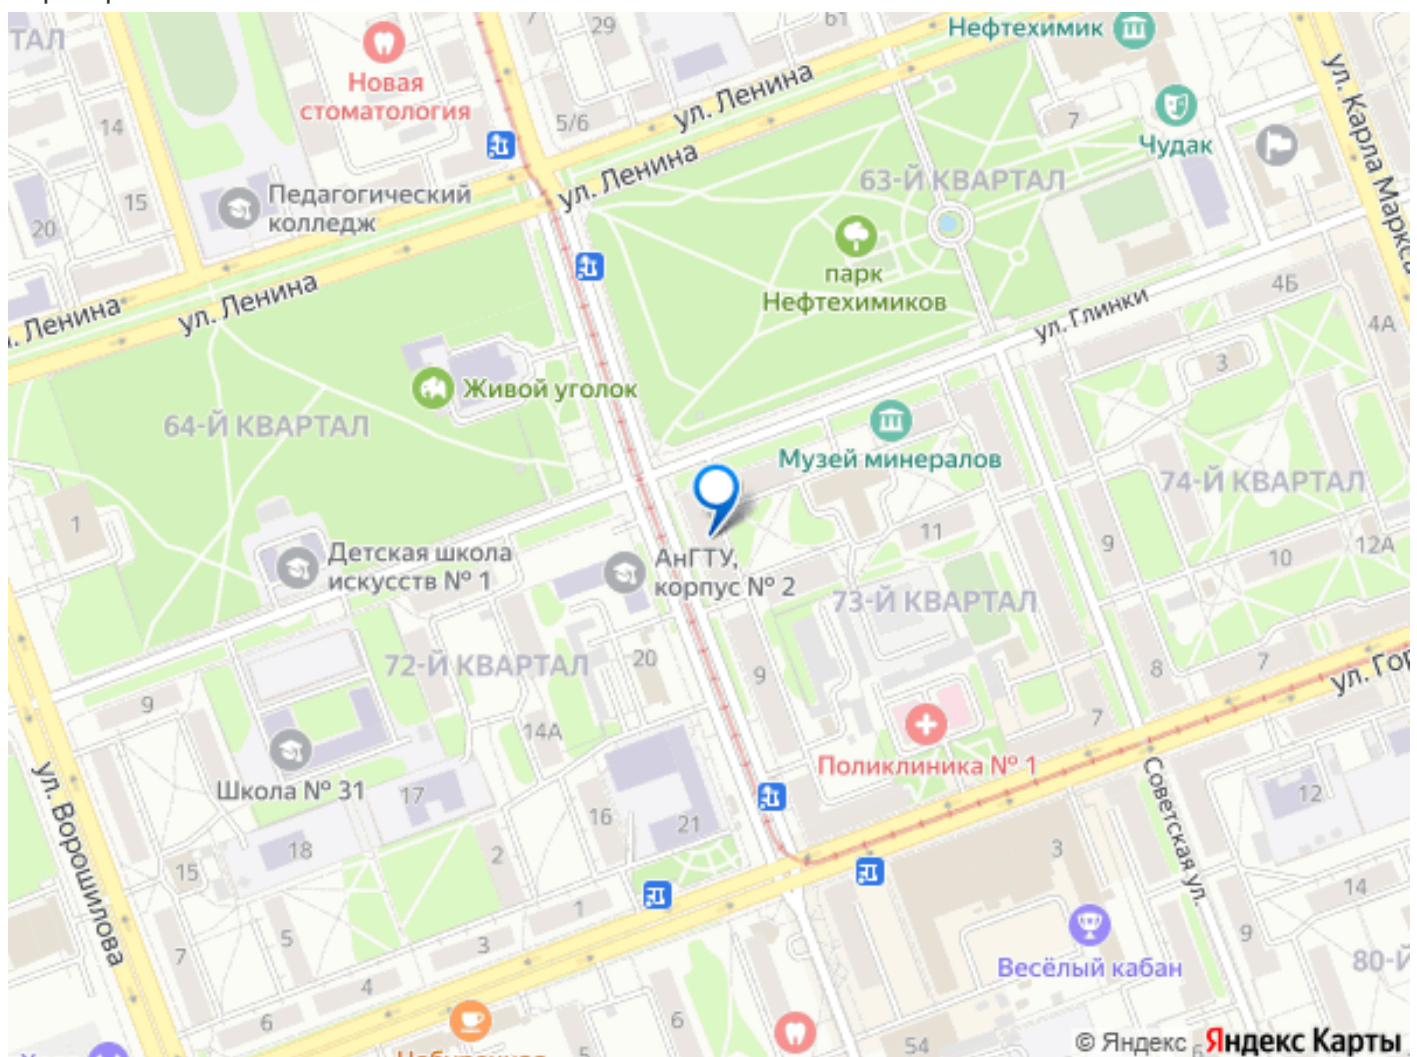 ТАЛ
29
61
Нефтехимик
Новая
стоматология
ул. Ленина
ул. Карла Маркса
14
5/6
7
Чудак
ул. Ленина
63-Й КВАРТАЛ
Педагогический
колледж
15
20
парк
Нефтехимиков
4Б
ул. Ленина
Ленина
ул. Глинки
4А
3
Живой уголок
64-Й КВАРТАЛ
Музей минералов
74-Й КВАРТАЛ
1
11
9
10
12А
Детская школа
искусств № 1
АнГТУ,
корпус № 2
73-Й КВАРТАЛ
72-Й КВАРТАЛ
20
9
8
7
ул. Гор
9
14А
7
Поликлиника № 1
Школа № 31
17
ул. Ворошилова
Советская ул.
12
16
21
18
2
3
15
14
1
5
3
7
9
Весёлый кабан
80-Й
4
6
6
54
© Яндекс Яндекс Карты